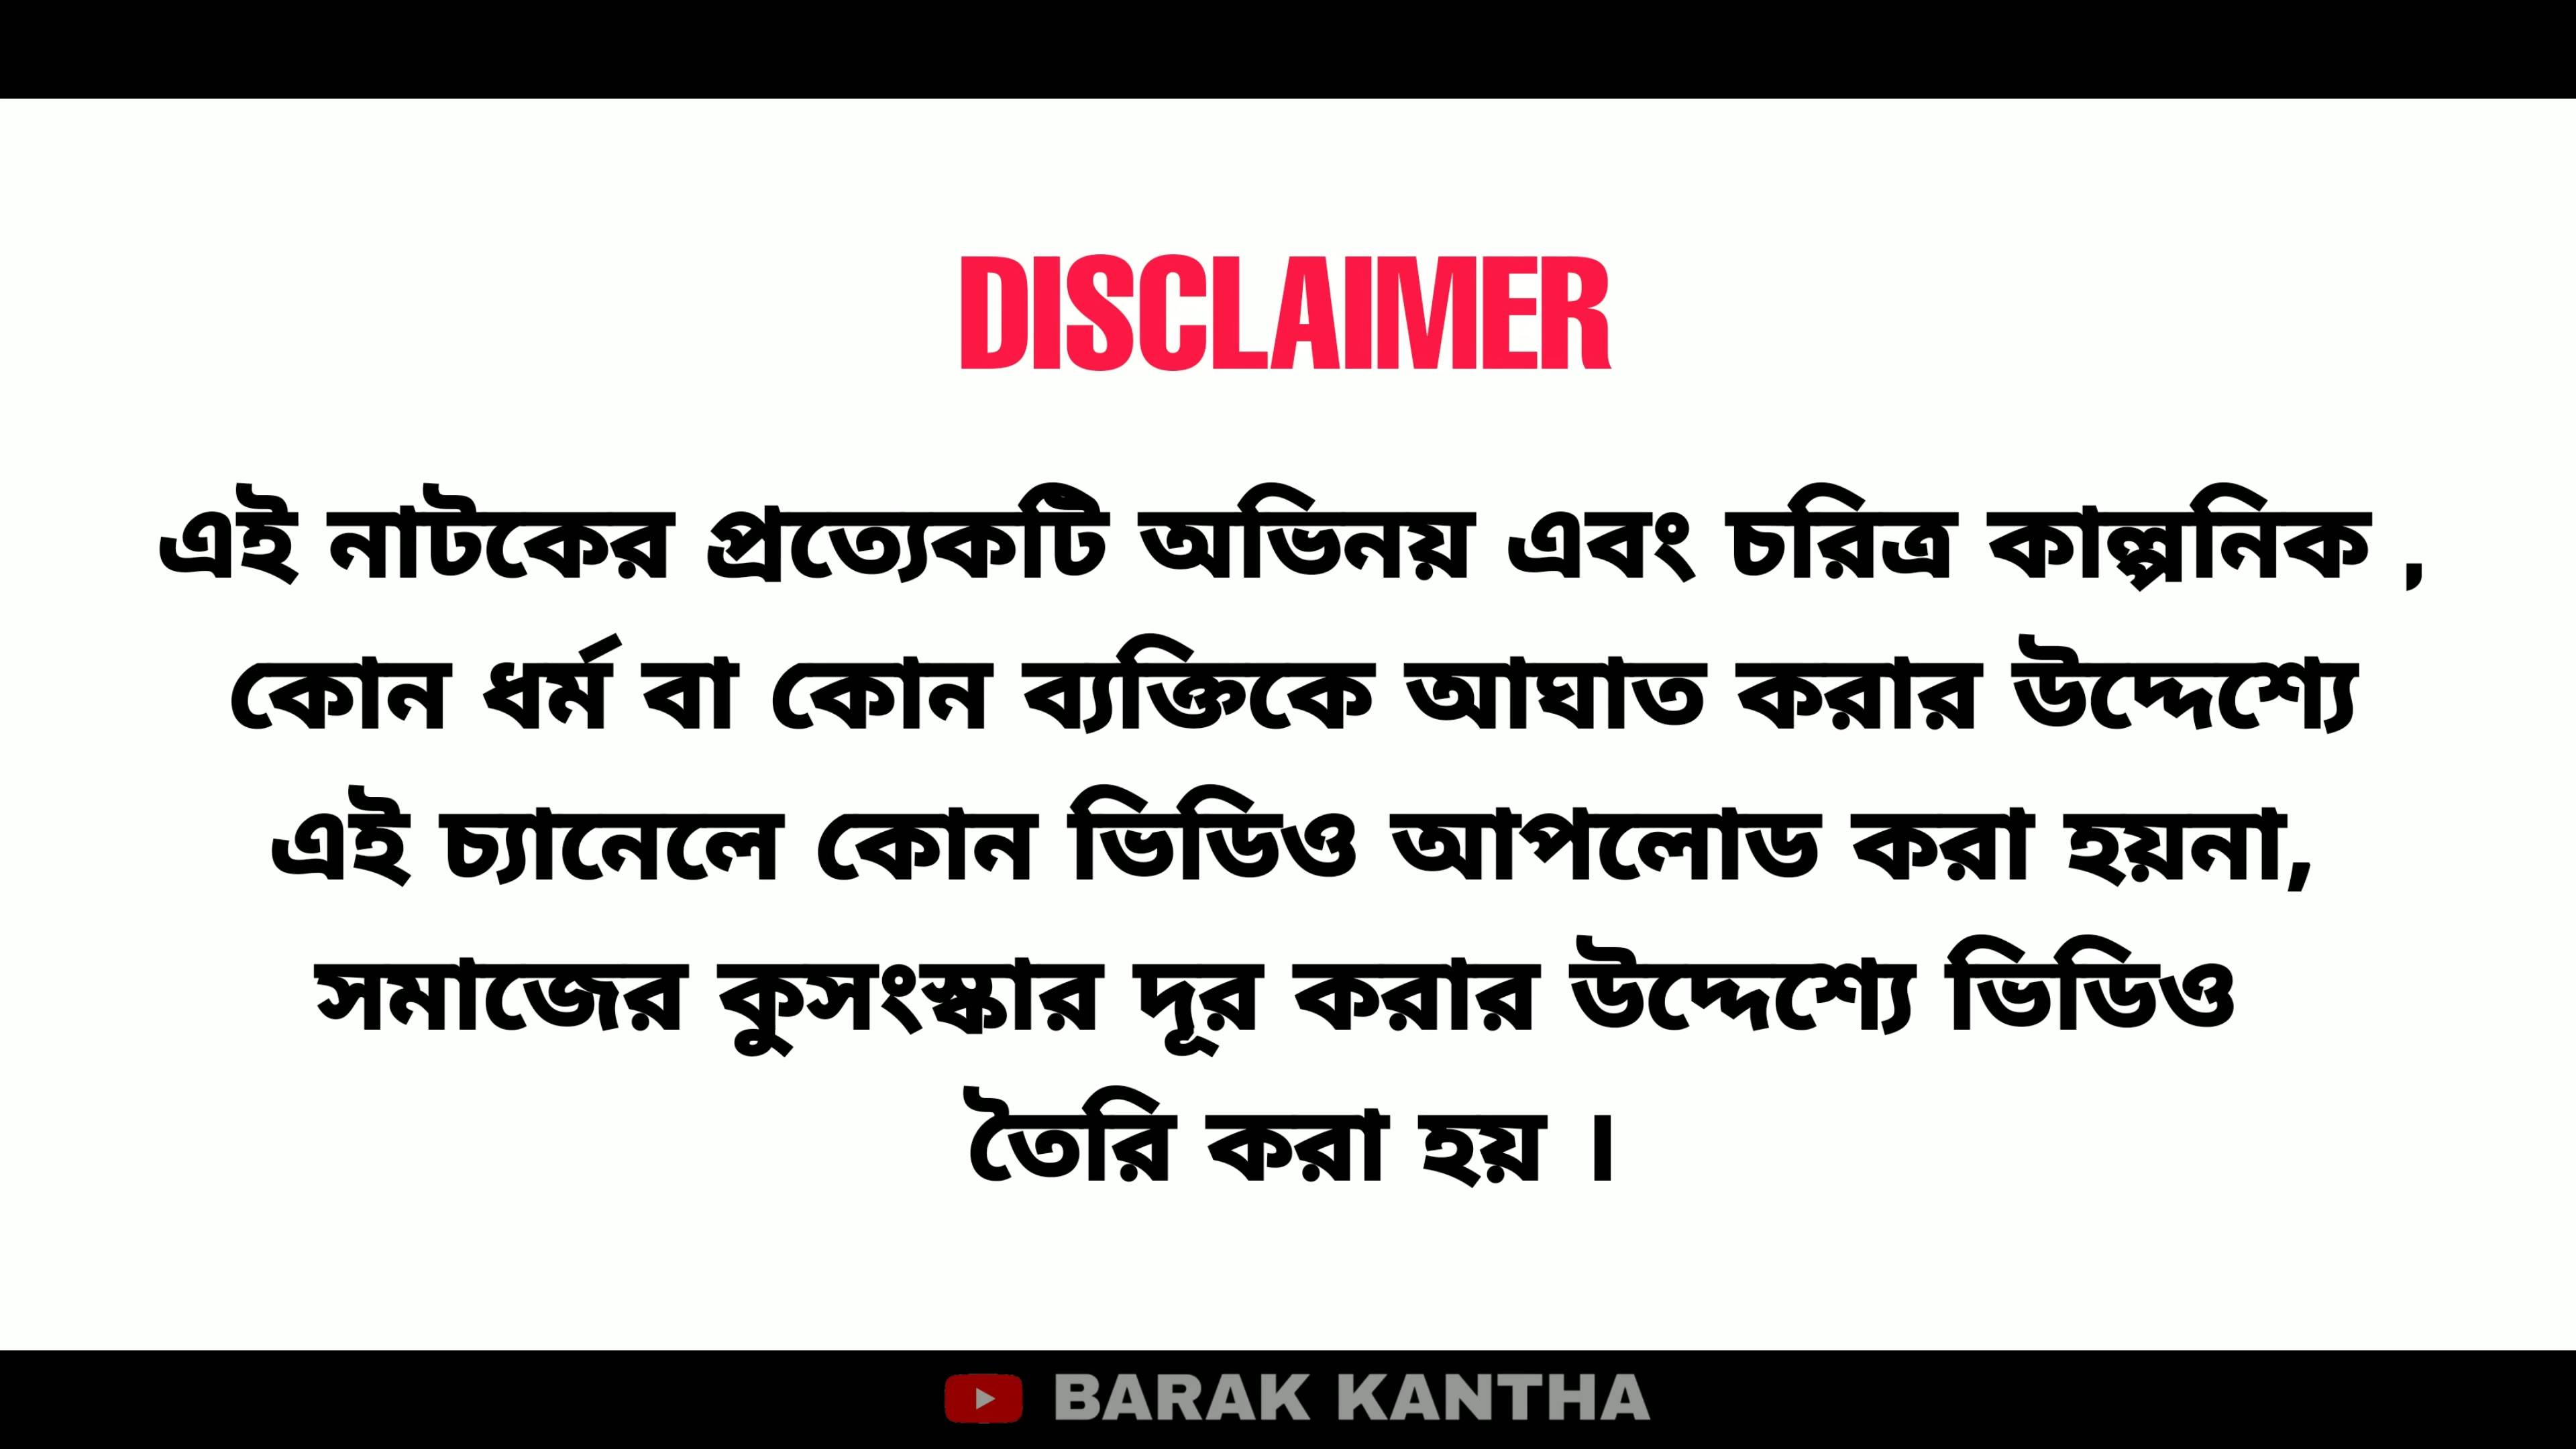 DISCLAIMER
এই নাটকের প্রত্যেকটি অভিনয় এবং চরিত্র কাল্পনিক ,
কোন ধর্ম বা কোন ব্যক্তিকে আঘাত করার উদ্দেশ্যে
এই চ্যানেলে কোন ভিডিও আপলোড করা হয়না,
সমাজের কুসংস্কার দূর করার উদ্দেশ্যে ভিডিও
তৈরি করা হয় ।
BARAK KANTHA